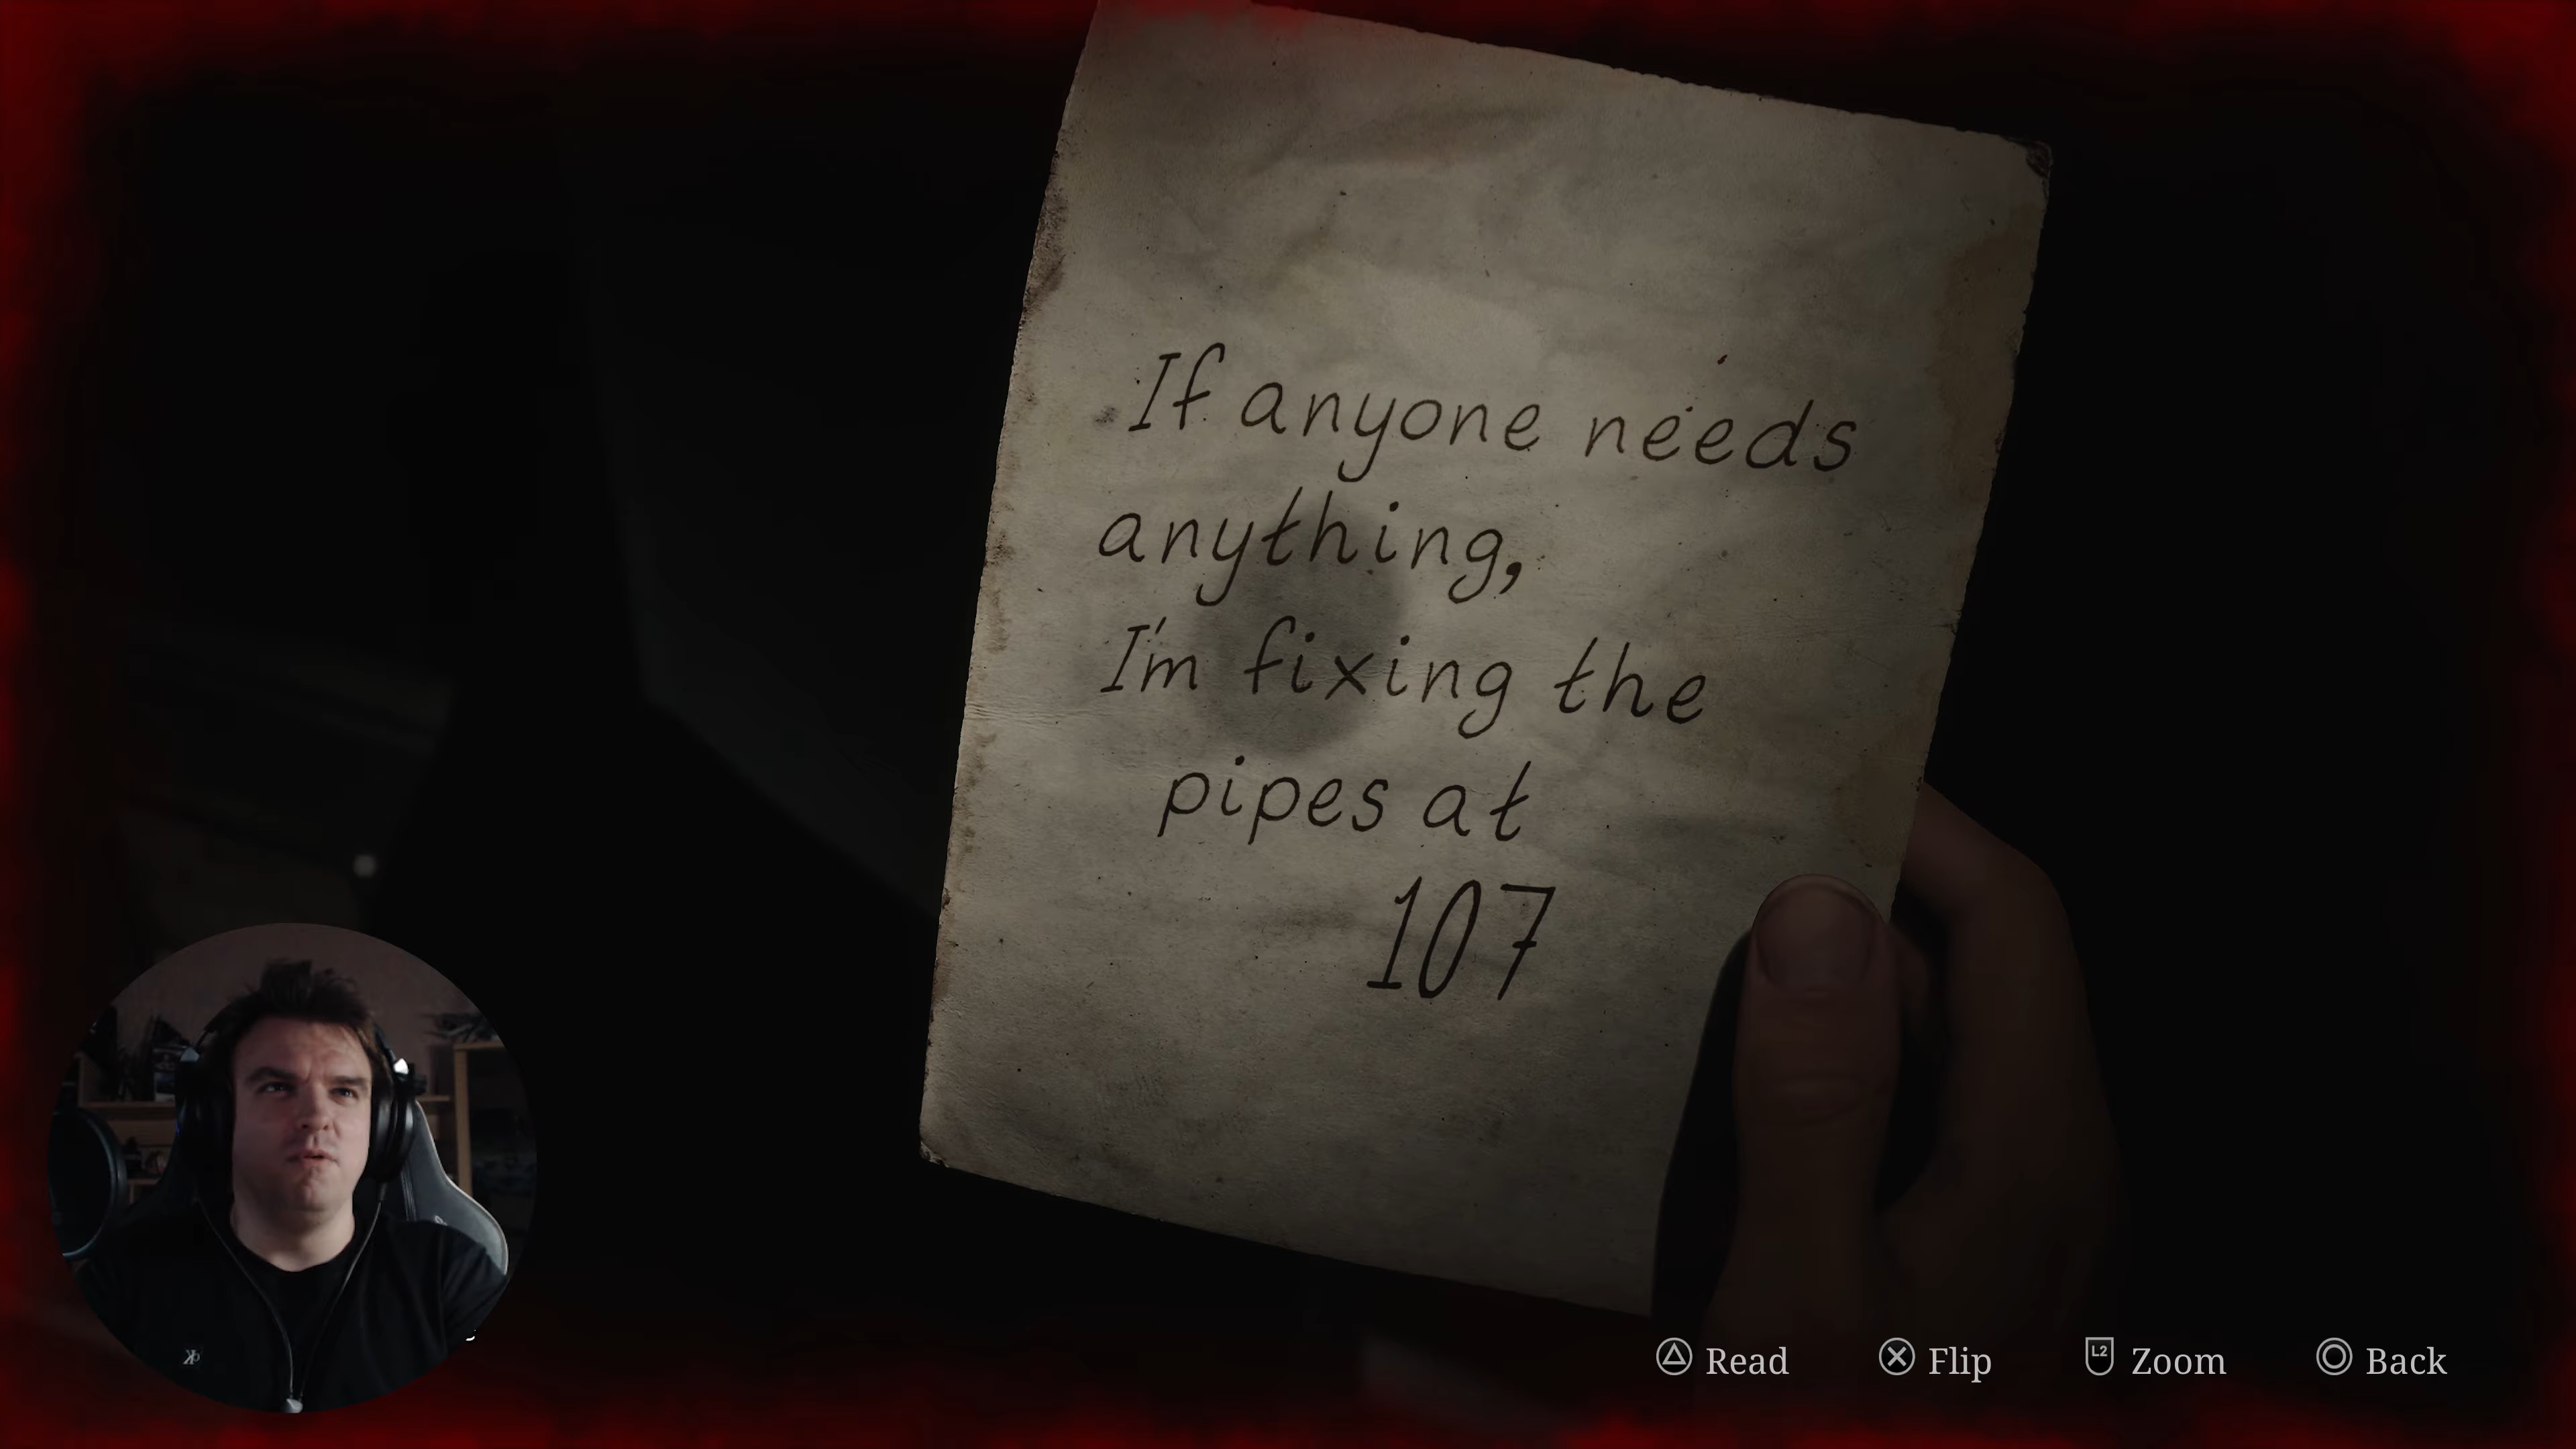 If anyone needs
anything,
I'm fixing the
pipes at
107
Read
Flip
L2 Zoom
Back